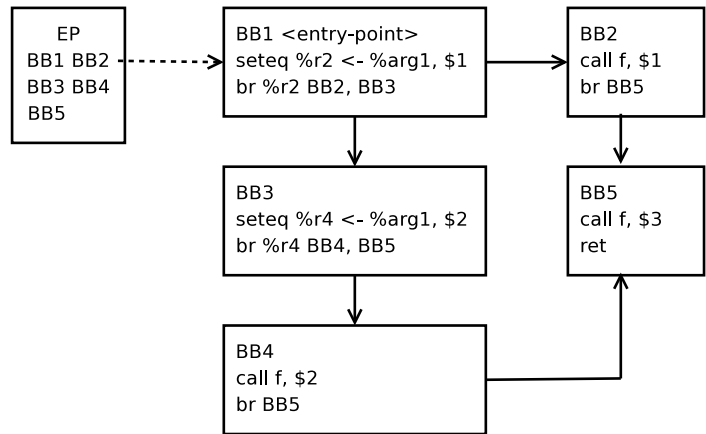 EP
BB1 BB2
BB3 BB4
BB5
BB1 <entry-point>
seteq %r2 <- %arg1, $1
br %r2 BB2, BB3
BB2
call f, $1
br BB5
BB3
seteq %r4 <- %arg1, $2
br %r4 BB4, BB5
BB5
call f, $3
ret
BB4
call f, $2
br BB5